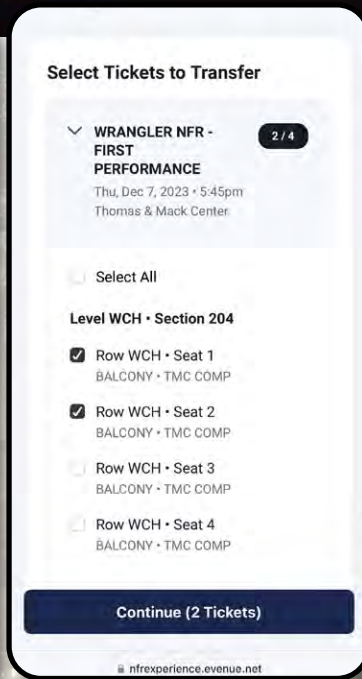 Select Tickets to Transfer
WRANGLER NFR -
2 / 4
FIRST
PERFORMANCE
Thu, Dec 7, 2023 • 5:45pm
Thomas & Mack Center
Select All
Level WCH • Section 204
Row WCH • Seat 1
BALCONY • TMC COMP
Row WCH • Seat 2
BALCONY • TMC COMP
Row WCH • Seat 3
BALCONY • TMC COMP
Row WCH • Seat 4
BALCONY • TMC COMP
Continue (2 Tickets)
nfrexperience.evenue.net